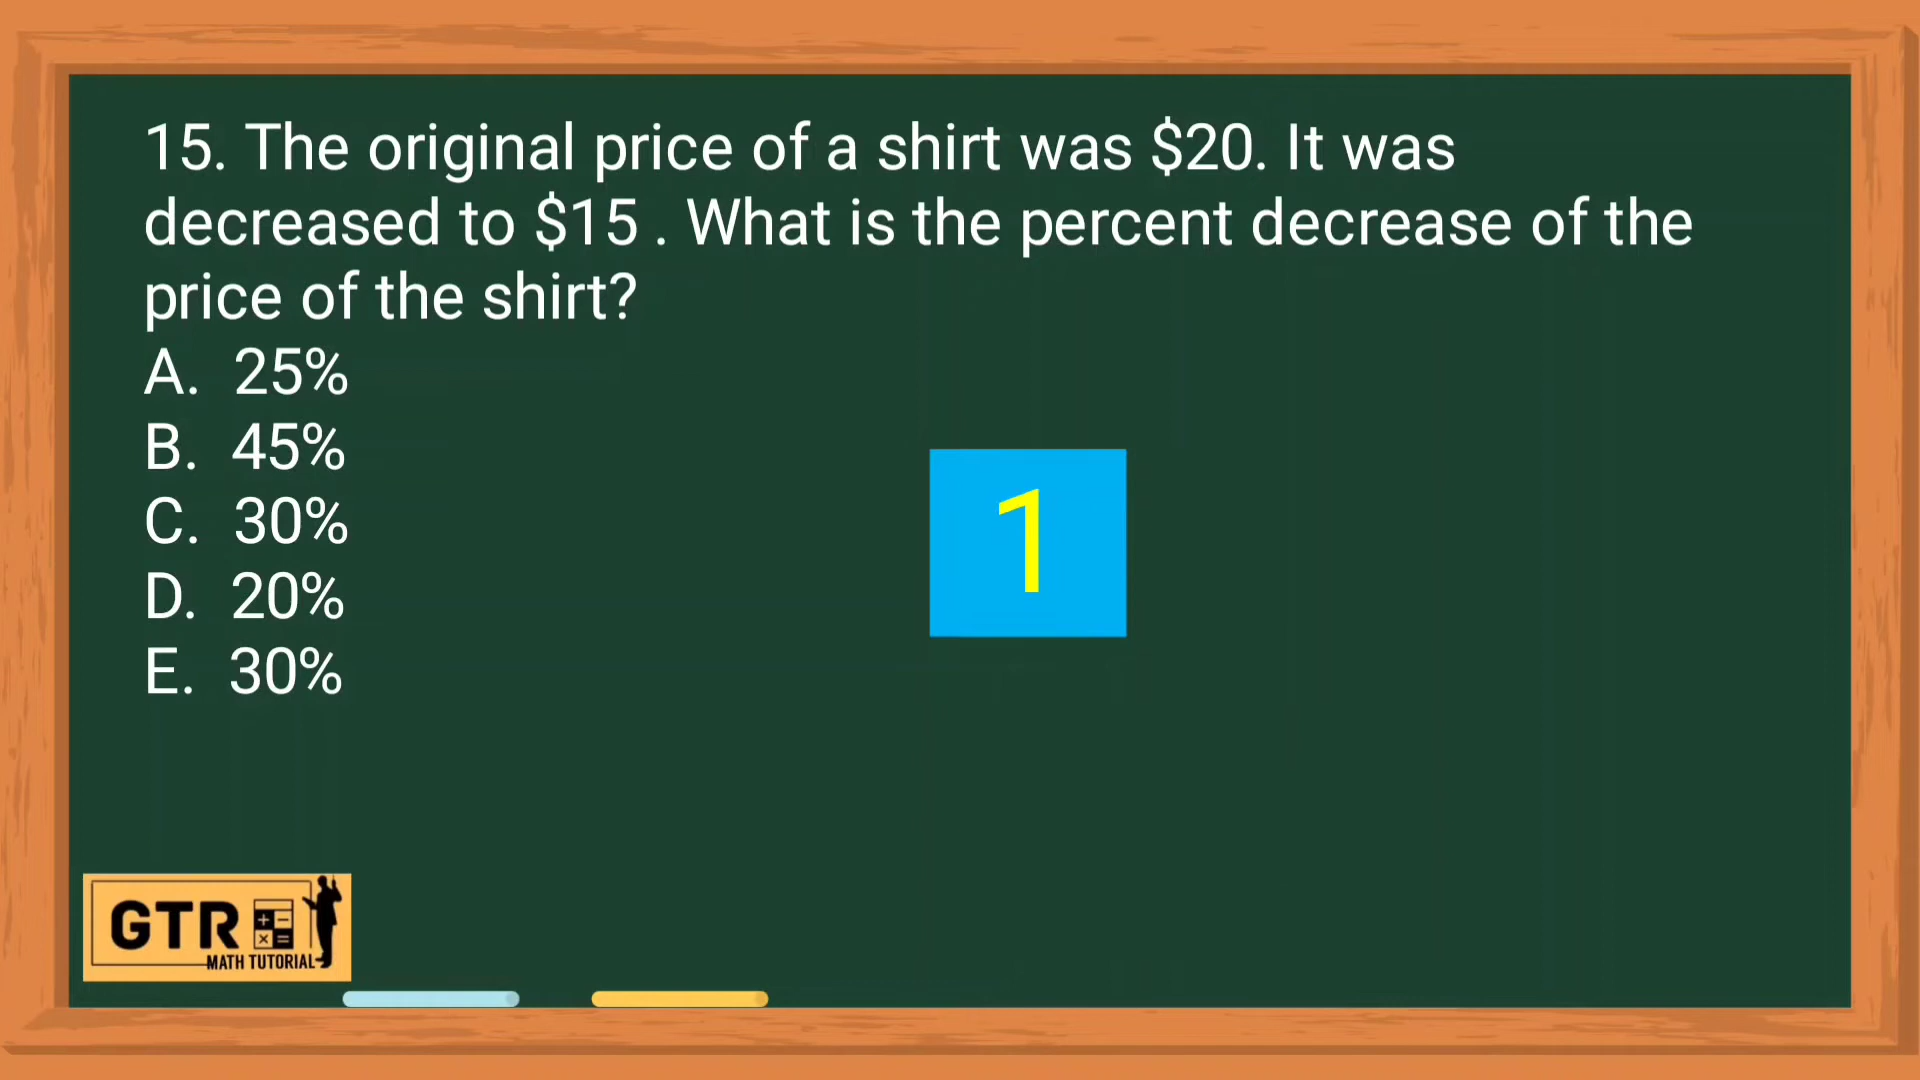 15. The original price of a shirt was $20. It was
decreased to $15 . What is the percent decrease of the
price of the shirt?
A. 25%
B. 45%
C. 30%
D. 20%
E. 30%
1
GTR
+ −
× =
MATH TUTORIAL